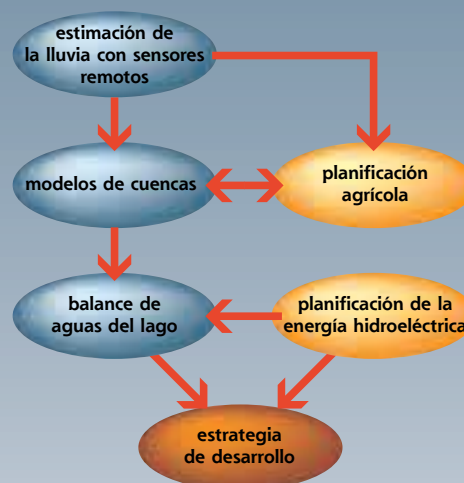 estimación de
la lluvia con sensores
remotos
modelos de cuencas
planificación
agrícola
balance de
aguas del lago
planificación de la
energía hidroeléctrica
estrategia
de desarrollo